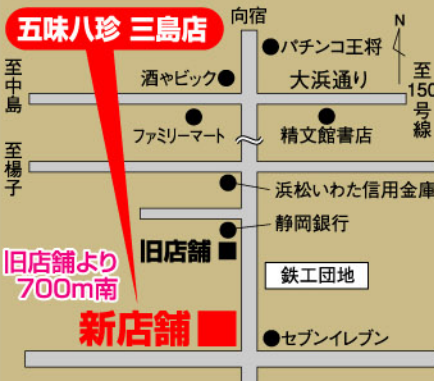 五味八珍 三島店
向宿
N
パチンコ王将
酒やビック
大浜通り
至中島
至150号線
ファミリーマート
精文館書店
至楊子
浜松いわた信用金庫
静岡銀行
旧店舗
旧店舗より
700m南
鉄工団地
新店舗
セブンイレブン